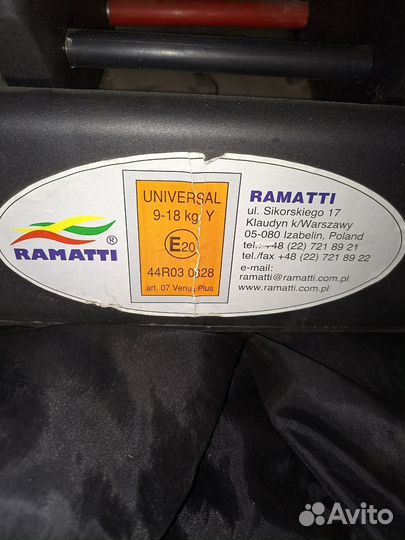 RAMATTI
®
UNIVERSAL
9-18 kg Y
E20
44R03 0828
art. 07 Venus Plus
RAMATTI
ul. Sikorskiego 17
Klaudyn k/Warszawy
05-080 Izabelin, Poland
tel.: +48 (22) 721 89 21
tel./fax +48 (22) 721 89 22
e-mail:
ramatti@ramatti.com.pl
www.ramatti.com.pl
Avito